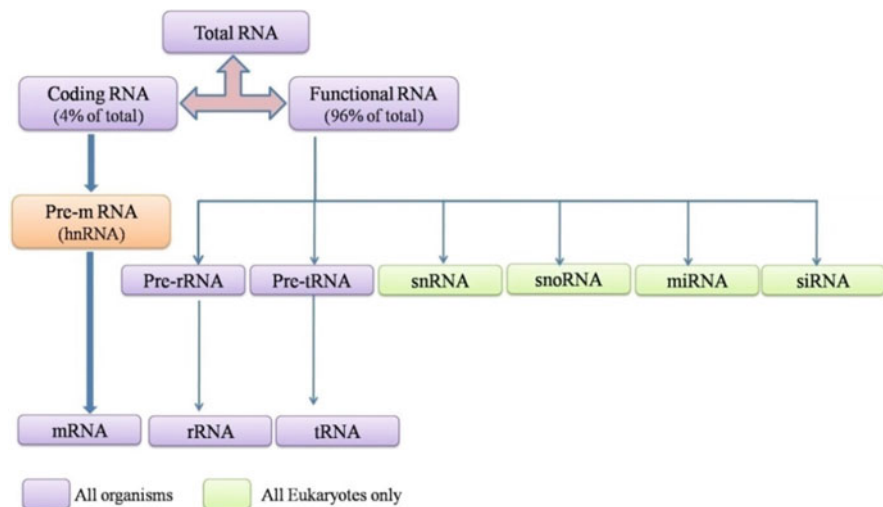 Total RNA
Coding RNA
(4% of total)
Functional RNA
(96% of total)
Pre-m RNA
(hnRNA)
Pre-rRNA
Pre-tRNA
snRNA
snoRNA
miRNA
siRNA
mRNA
rRNA
tRNA
All organisms
All Eukaryotes only